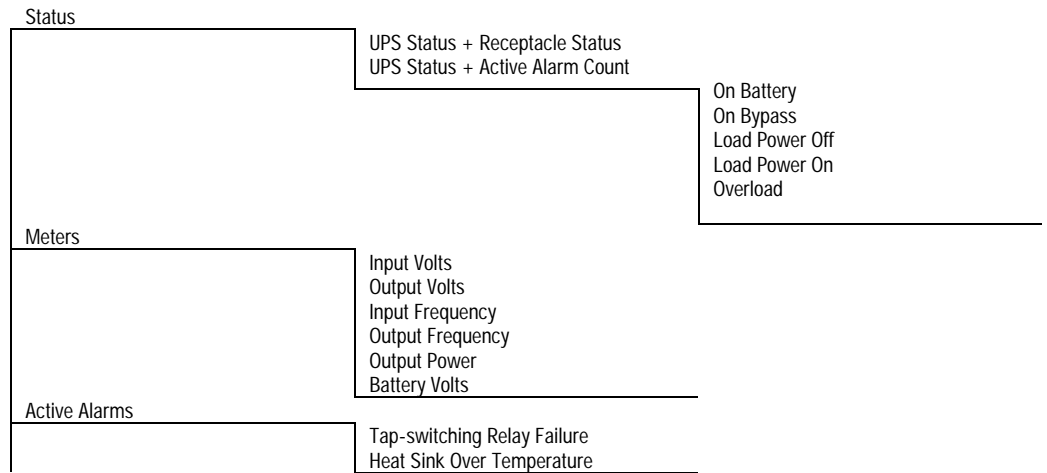 Status
UPS Status + Receptacle Status
UPS Status + Active Alarm Count
On Battery
On Bypass
Load Power Off
Load Power On
Overload
Meters
Input Volts
Output Volts
Input Frequency
Output Frequency
Output Power
Battery Volts
Active Alarms
Tap-switching Relay Failure
Heat Sink Over Temperature